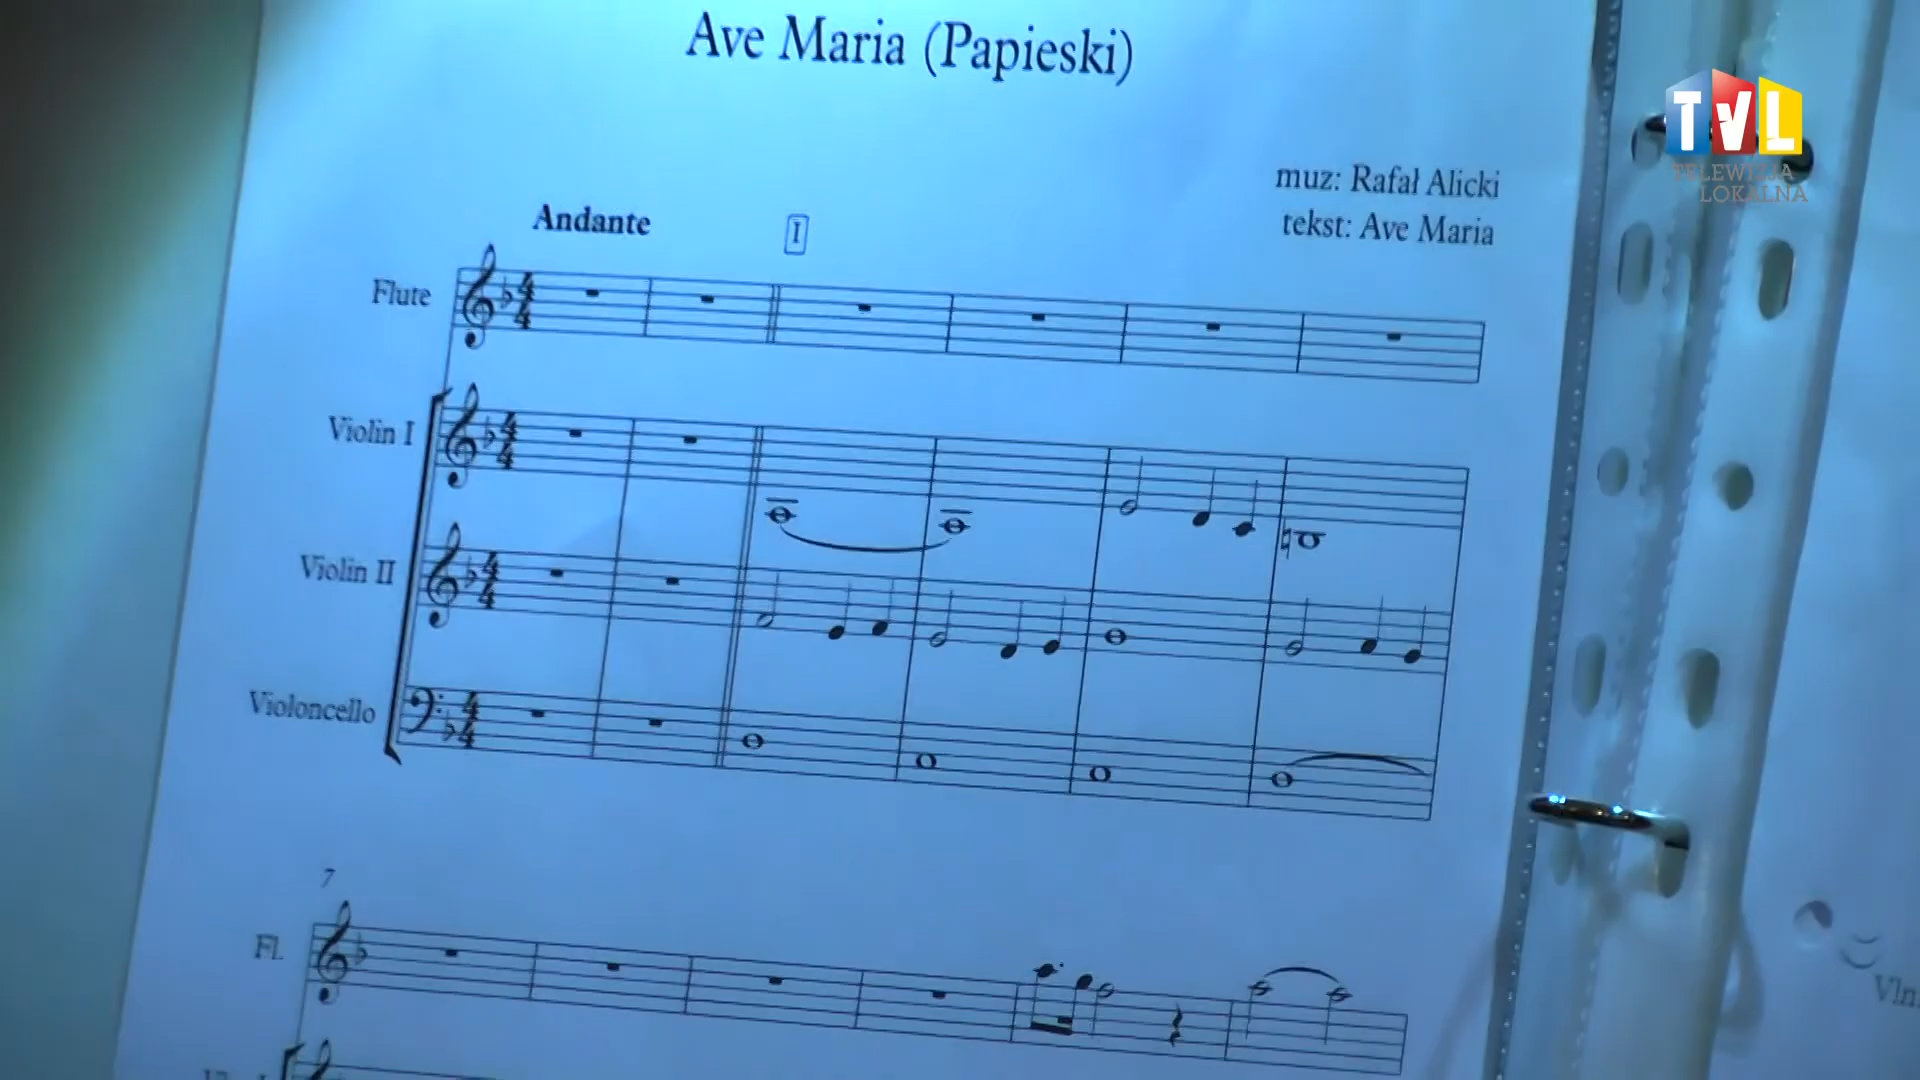 Ave Maria (Papieski)
TVL
TELEWIZJA
LOKALNA
muz: Rafał Alicki
tekst: Ave Maria
Andante
I
Flute
Violin I
Violin II
Violoncello
7
Fl.
Vln.